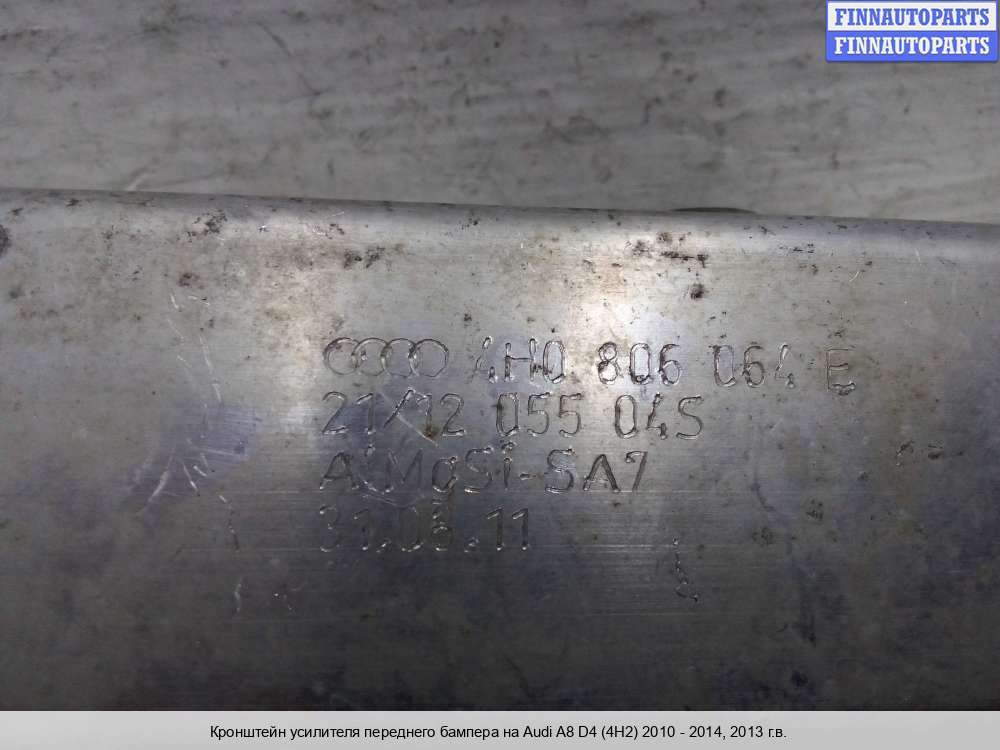 FINNAUTOPARTS
FINNAUTOPARTS
4H0 806 064 E
21/12 055 04S
AlMgSi-SA7
31.08.11
Кронштейн усилителя переднего бампера на Audi A8 D4 (4H2) 2010 - 2014, 2013 г.в.